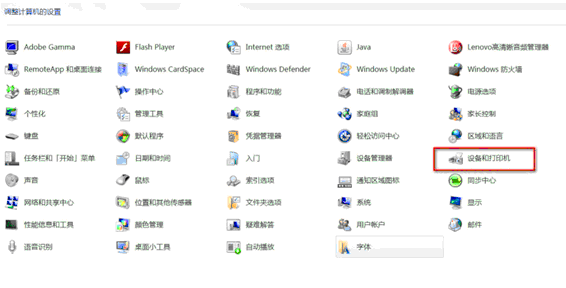 调整计算机的设置
Adobe Gamma Flash Player Internet 选项 Java Lenovo高清晰音频管理器
RemoteApp 和桌面连接 Windows CardSpace Windows Defender Windows Update Windows 防火墙
备份和还原 操作中心 程序和功能 电话和调制解调器 电源选项
个性化 管理工具 恢复 家庭组 家长控制
键盘 默认程序 凭据管理器 轻松访问中心 区域和语言
任务栏和「开始」菜单 日期和时间 入门 设备管理器 设备和打印机
声音 鼠标 索引选项 通知区域图标 同步中心
网络和共享中心 位置和其他传感器 文件夹选项 系统 显示
性能信息和工具 颜色管理 疑难解答 用户帐户 邮件
语音识别 桌面小工具 自动播放 字体